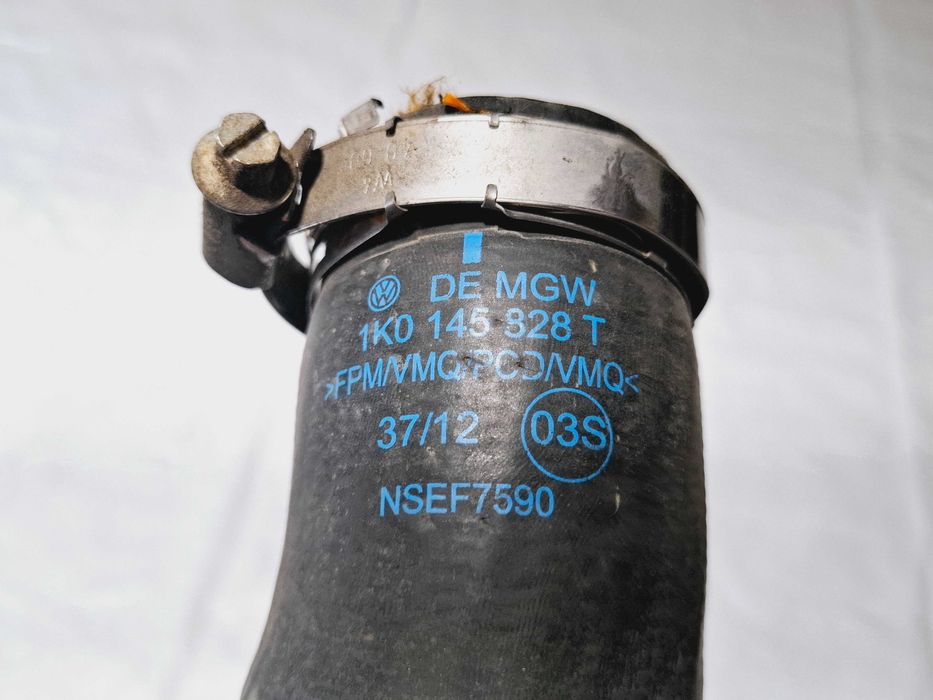 DE MGW
1K0 145 828 T
>FPM/VMQ/PCD/VMQ<
37/12 03S
NSEF7590